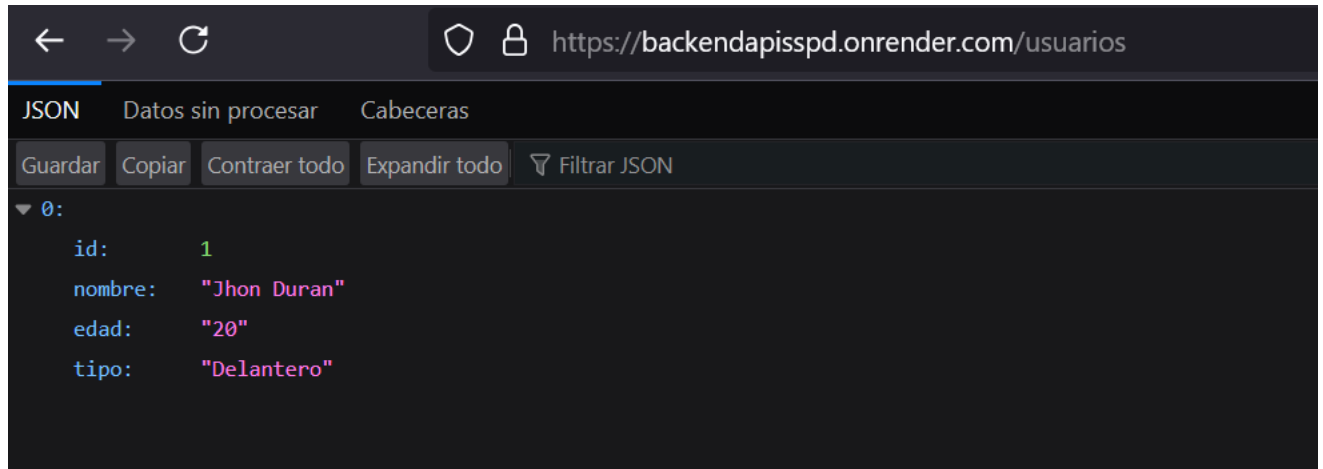 https://backendapisspd.onrender.com/usuarios
JSON Datos sin procesar Cabeceras
Guardar Copiar Contraer todo Expandir todo Filtrar JSON
0:
id: 1
nombre: "Jhon Duran"
edad: "20"
tipo: "Delantero"